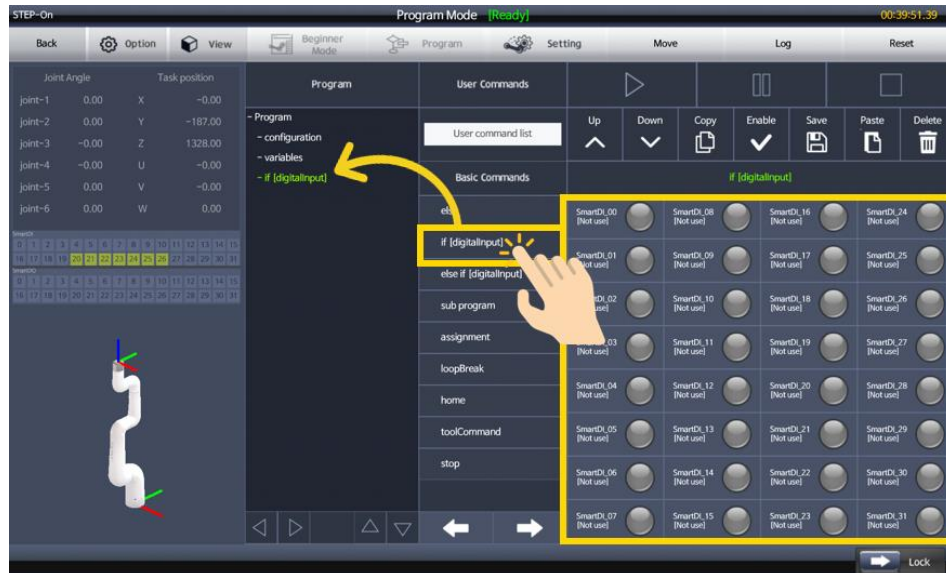 STEP-On
Program Mode [Ready]
00:39:51.39
Back
Option
View
Beginner
Mode
Program
Setting
Move
Log
Reset
Joint Angle Task position
joint-1 0.00 X -0.00
joint-2 0.00 Y -187.00
joint-3 -0.00 Z 1328.00
joint-4 -0.00 U -0.00
joint-5 0.00 V -0.00
joint-6 0.00 W 0.00
SmartDI
0 1 2 3 4 5 6 7 8 9 10 11 12 13 14 15
16 17 18 19 20 21 22 23 24 25 26 27 28 29 30 31
SmartDO
0 1 2 3 4 5 6 7 8 9 10 11 12 13 14 15
16 17 18 19 20 21 22 23 24 25 26 27 28 29 30 31
Program
- Program
- configuration
- variables
- if [digitalInput]
User Commands
User command list
Basic Commands
if [digitalInput]
else if [digitalInput]
sub program
assignment
loopBreak
home
toolCommand
stop
Up Down Copy Enable Save Paste Delete
if [digitalInput]
SmartDI_00 SmartDI_08 SmartDI_16 SmartDI_24
[Not use] [Not use] [Not use] [Not use]
SmartDI_01 SmartDI_09 SmartDI_17 SmartDI_25
[Not use] [Not use] [Not use]
SmartDI_10 SmartDI_18 SmartDI_26
[Not use] [Not use] [Not use]
SmartDI_11 SmartDI_19 SmartDI_27
[Not use] [Not use] [Not use] [Not use]
SmartDI_04 SmartDI_12 SmartDI_20 SmartDI_28
[Not use] [Not use] [Not use] [Not use]
SmartDI_05 SmartDI_13 SmartDI_21 SmartDI_29
[Not use] [Not use] [Not use] [Not use]
SmartDI_06 SmartDI_14 SmartDI_22 SmartDI_30
[Not use] [Not use] [Not use] [Not use]
SmartDI_07 SmartDI_15 SmartDI_23 SmartDI_31
[Not use] [Not use] [Not use] [Not use]
Lock